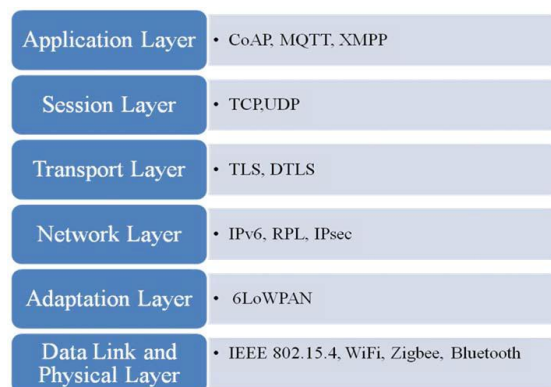 Application Layer
• CoAP, MQTT, XMPP
Session Layer
• TCP,UDP
Transport Layer
• TLS, DTLS
Network Layer
• IPv6, RPL, IPsec
Adaptation Layer
• 6LoWPAN
Data Link and
Physical Layer
• IEEE 802.15.4, WiFi, Zigbee, Bluetooth